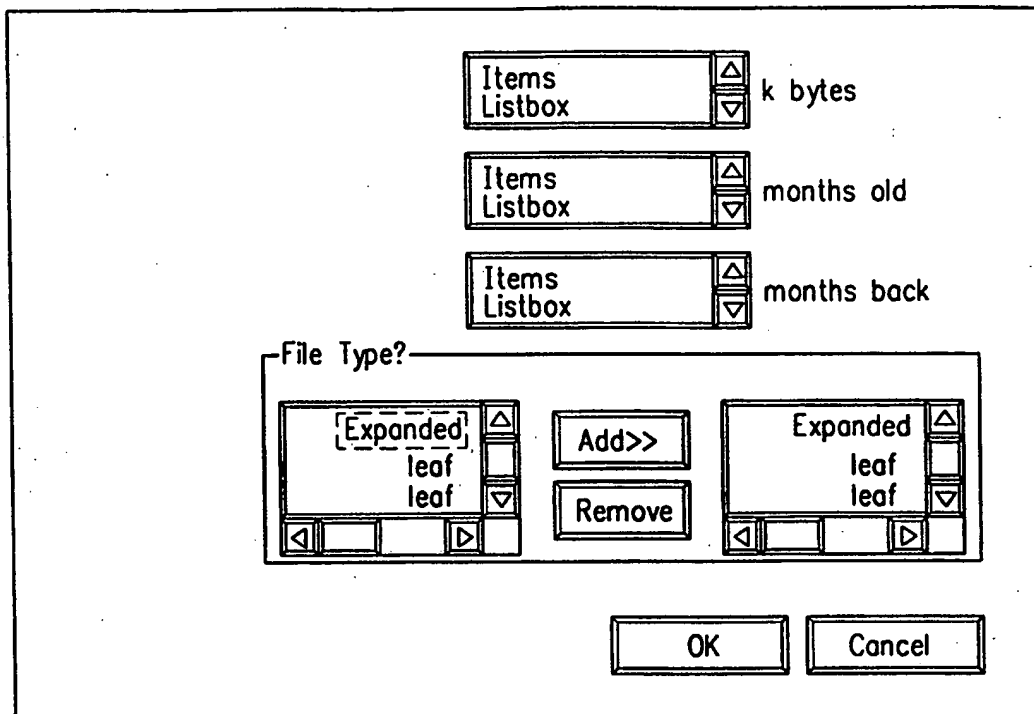 Items
Listbox
k bytes
Items
Listbox
months old
Items
Listbox
months back
File Type?
Expanded
leaf
leaf
Add>>
Remove
Expanded
leaf
leaf
OK
Cancel